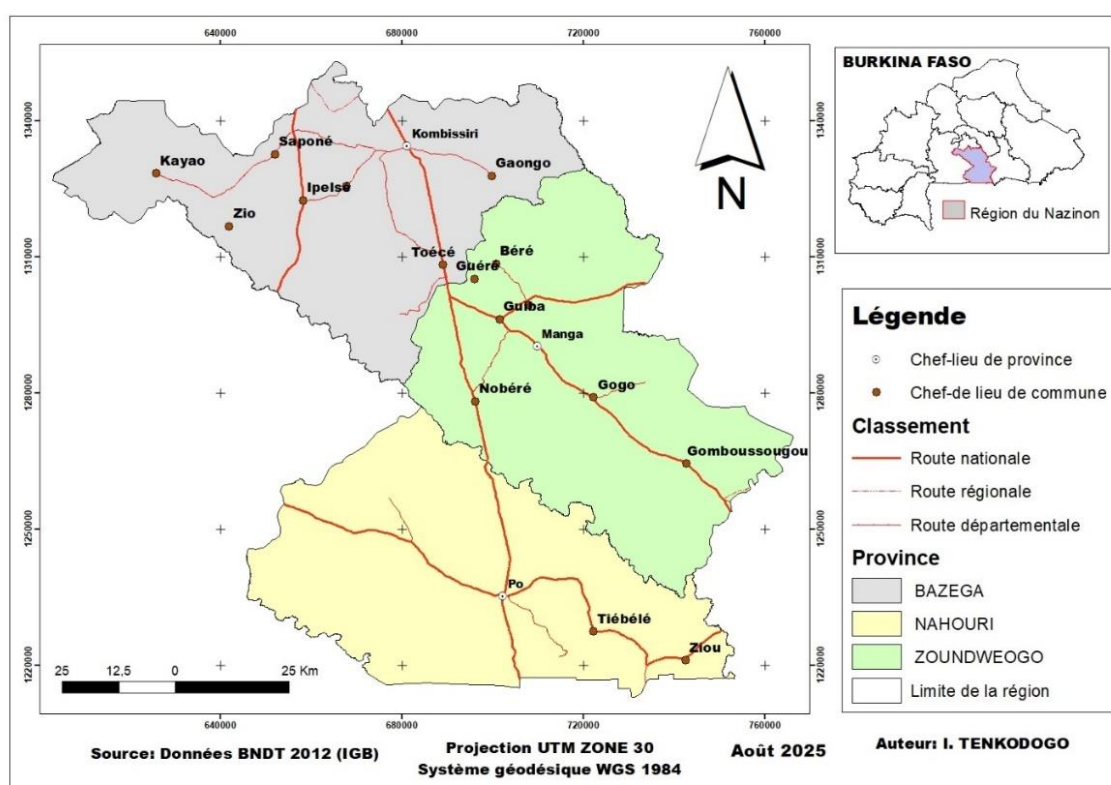 640000 680000 720000 760000
1340000
1310000
1280000
1250000
1220000
Kombissiri
Saponé
Kayao
Gaongo
Ipelsé
Zio
Toécé
Béré
Guéré
Guiba
Manga
Nobéré
Gogo
Gomboussougou
Po
Tiébélé
Ziou
N
25 12,5 0 25 Km
1340000
1310000
1280000
1250000
1220000
640000 680000 720000 760000
BURKINA FASO
Région du Nazinon
Légende
Chef-lieu de province
Chef-de lieu de commune
Classement
Route nationale
Route régionale
Route départementale
Province
BAZEGA
NAHOURI
ZOUNDWEOGO
Limite de la région
Source: Données BNDT 2012 (IGB)
Projection UTM ZONE 30
Système géodésique WGS 1984
Août 2025
Auteur: I. TENKODOGO